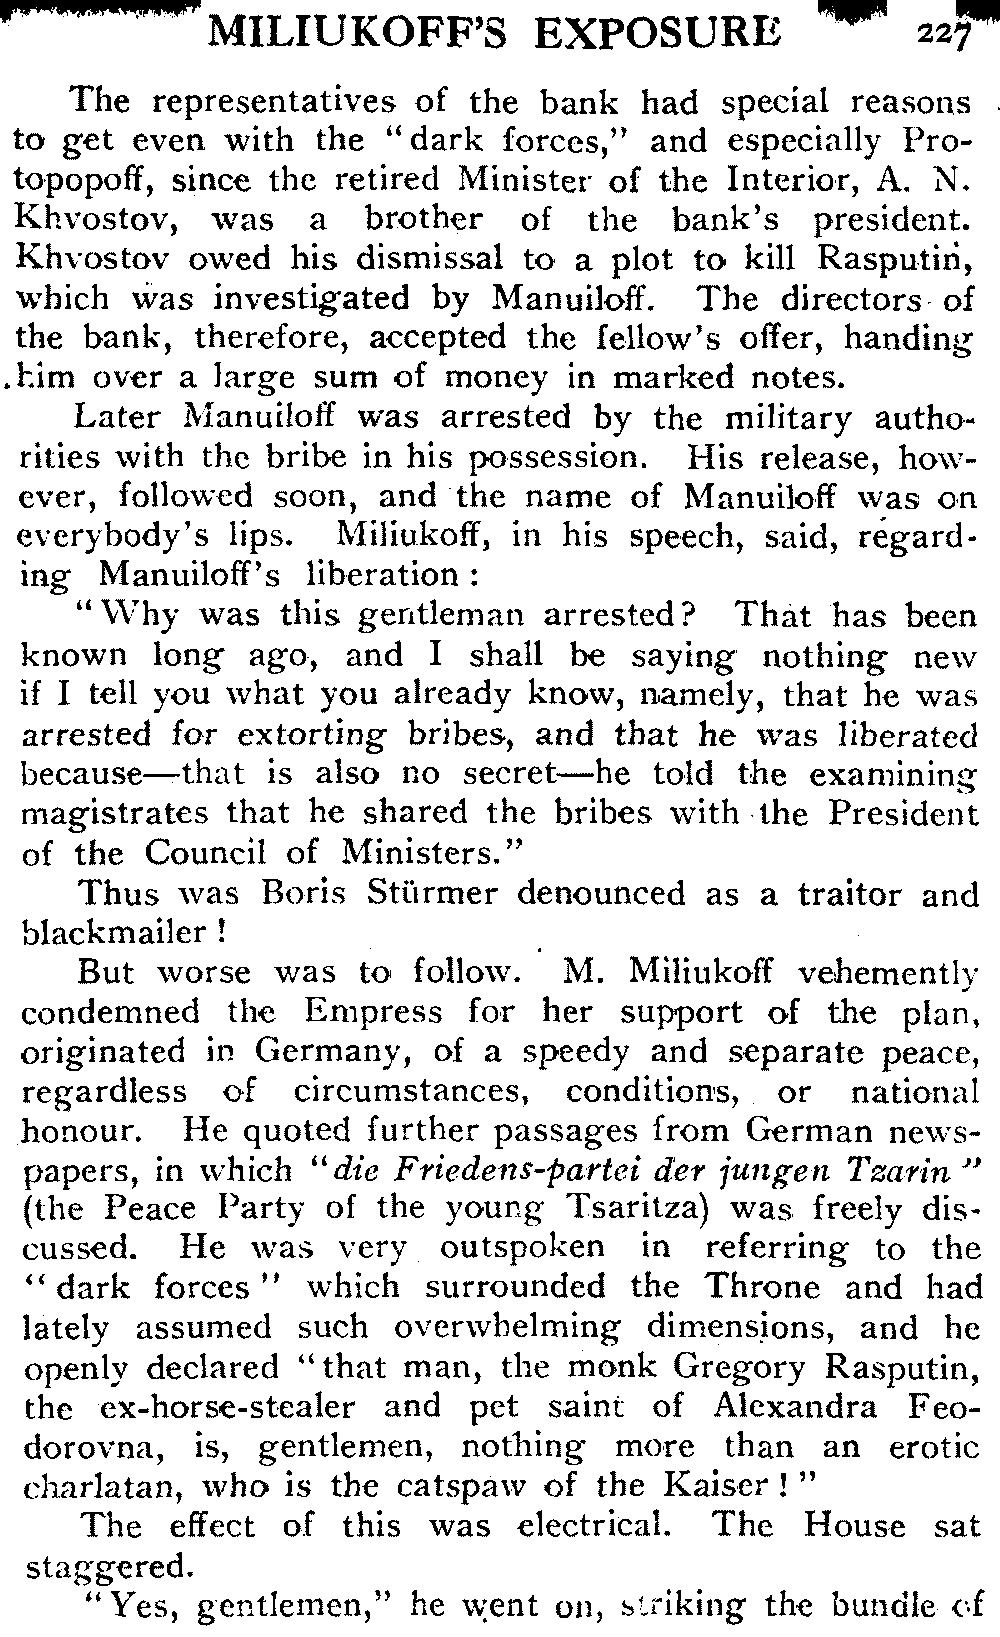 MILIUKOFF'S EXPOSURE 227
The representatives of the bank had special reasons
to get even with the "dark forces," and especially Pro-
topopoff, since the retired Minister of the Interior, A. N.
Khvostov, was a brother of the bank's president.
Khvostov owed his dismissal to a plot to kill Rasputin,
which was investigated by Manuiloff. The directors of
the bank, therefore, accepted the fellow's offer, handing
him over a large sum of money in marked notes.
Later Manuiloff was arrested by the military autho-
rities with the bribe in his possession. His release, how-
ever, followed soon, and the name of Manuiloff was on
everybody's lips. Miliukoff, in his speech, said, regard-
ing Manuiloff's liberation :
"Why was this gentleman arrested? That has been
known long ago, and I shall be saying nothing new
if I tell you what you already know, namely, that he was
arrested for extorting bribes, and that he was liberated
because—that is also no secret—he told the examining
magistrates that he shared the bribes with the President
of the Council of Ministers."
Thus was Boris Stürmer denounced as a traitor and
blackmailer !
But worse was to follow. M. Miliukoff vehemently
condemned the Empress for her support of the plan,
originated in Germany, of a speedy and separate peace,
regardless of circumstances, conditions, or national
honour. He quoted further passages from German news-
papers, in which "die Friedens-partei der jungen Tzarin"
(the Peace Party of the young Tsaritza) was freely dis-
cussed. He was very outspoken in referring to the
"dark forces" which surrounded the Throne and had
lately assumed such overwhelming dimensions, and he
openly declared "that man, the monk Gregory Rasputin,
the ex-horse-stealer and pet saint of Alexandra Feo-
dorovna, is, gentlemen, nothing more than an erotic
charlatan, who is the catspaw of the Kaiser ! "
The effect of this was electrical. The House sat
staggered.
"Yes, gentlemen," he went on, striking the bundle of